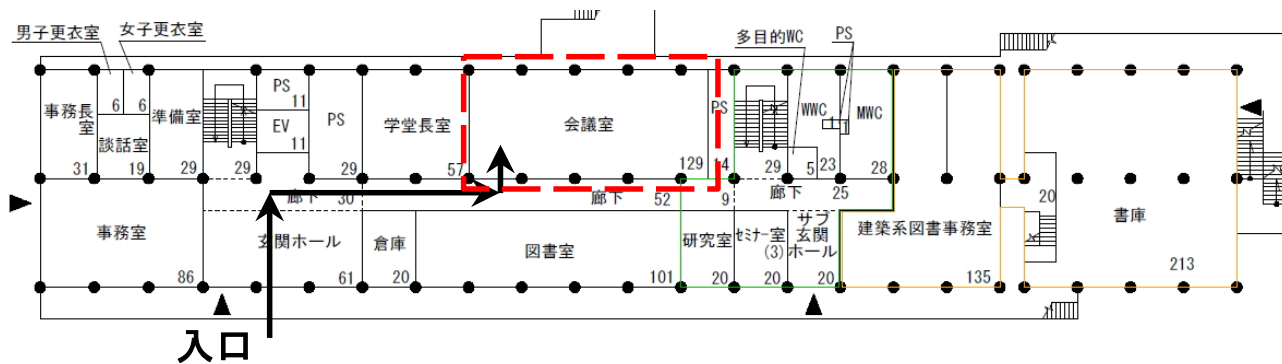 男子更衣室
女子更衣室
多目的WC
PS
事務長
室
31
6
6
談話室
19
準備室
29
29
PS
11
EV
11
PS
29
学堂長室
57
会議室
129
PS
14
29
WWC
5
23
1
MWC
28
20
書庫
213
廊下
30
廊下
52
9
廊下
25
事務室
86
玄関ホール
61
倉庫
20
図書室
101
研究室
20
セミナー室
(3)
20
サブ
玄関
ホール
20
建築系図書事務室
135
入口